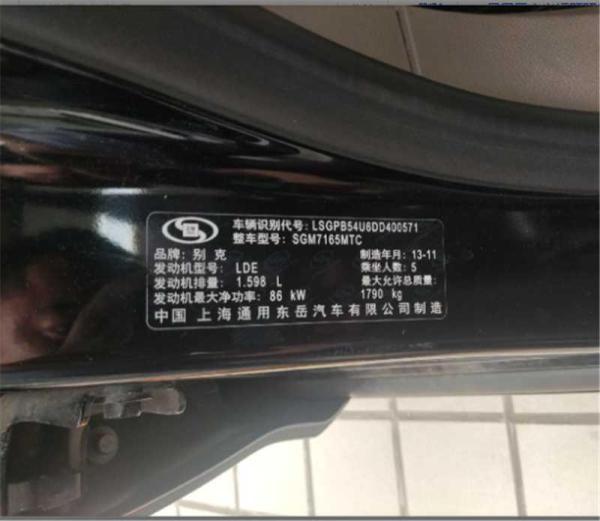 车辆识别代号: LSGPB54U6DD400571
整车型号: SGM7165MTC
品牌: 别克 制造年月: 13-11
发动机型号: LDE 乘坐人数: 5
发动机排量: 1.598 L 最大允许总质量:
发动机最大净功率: 86 kW 1790 kg
中国 上海通用东岳汽车有限公司制造